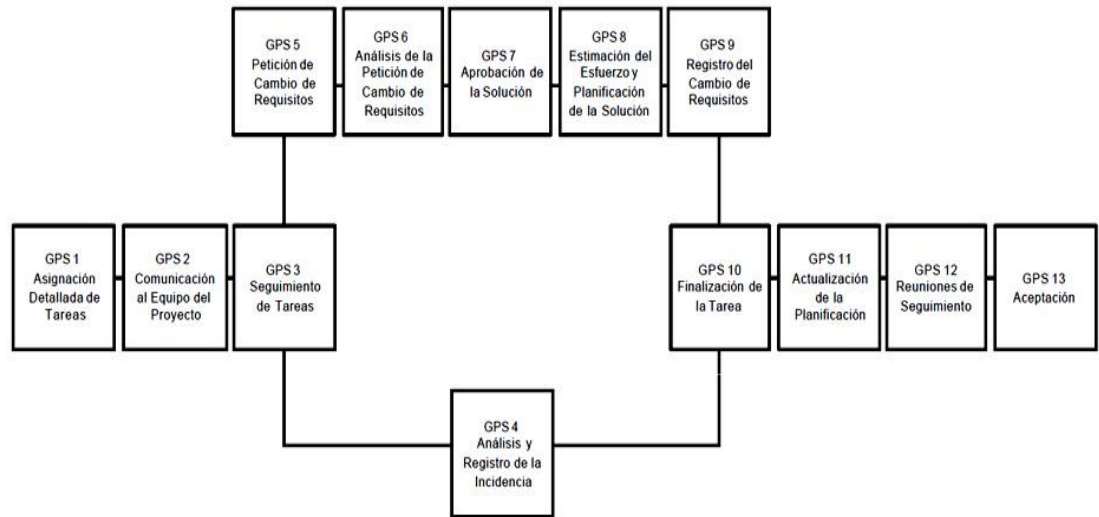 GPS 5
Petición de
Cambio de
Requisitos
GPS 6
Análisis de la
Petición de
Cambio de
Requisitos
GPS 7
Aprobación de
la Solución
GPS 8
Estimación del
Esfuerzo y
Planificación
de la Solución
GPS 9
Registro del
Cambio de
Requisitos
GPS 1
Asignación
Detallada de
Tareas
GPS 2
Comunicación
al Equipo del
Proyecto
GPS 3
Seguimiento
de Tareas
GPS 10
Finalización de
la Tarea
GPS 11
Actualización
de la
Planificación
GPS 12
Reuniones de
Seguimiento
GPS 13
Aceptación
GPS 4
Análisis y
Registro de la
Incidencia